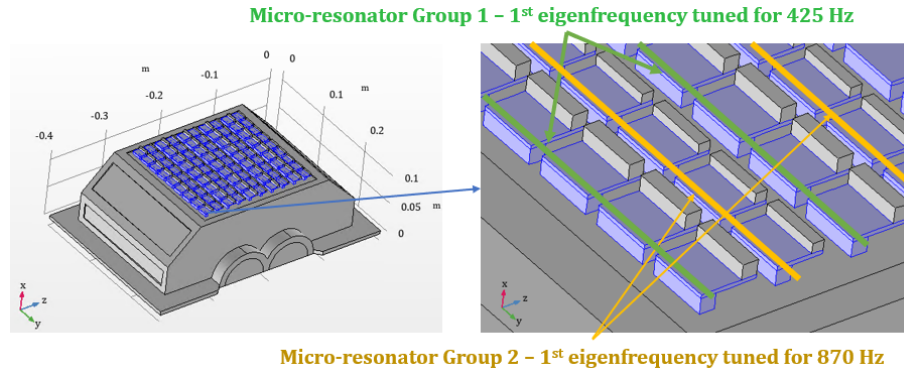 Micro-resonator Group 1 – 1st eigenfrequency tuned for 425 Hz
m
0
0
-0.1
-0.2
0.1
m
-0.3
-0.4
0.2
0.1
0.05
m
0
x
z
y
x
z
y
Micro-resonator Group 2 – 1st eigenfrequency tuned for 870 Hz